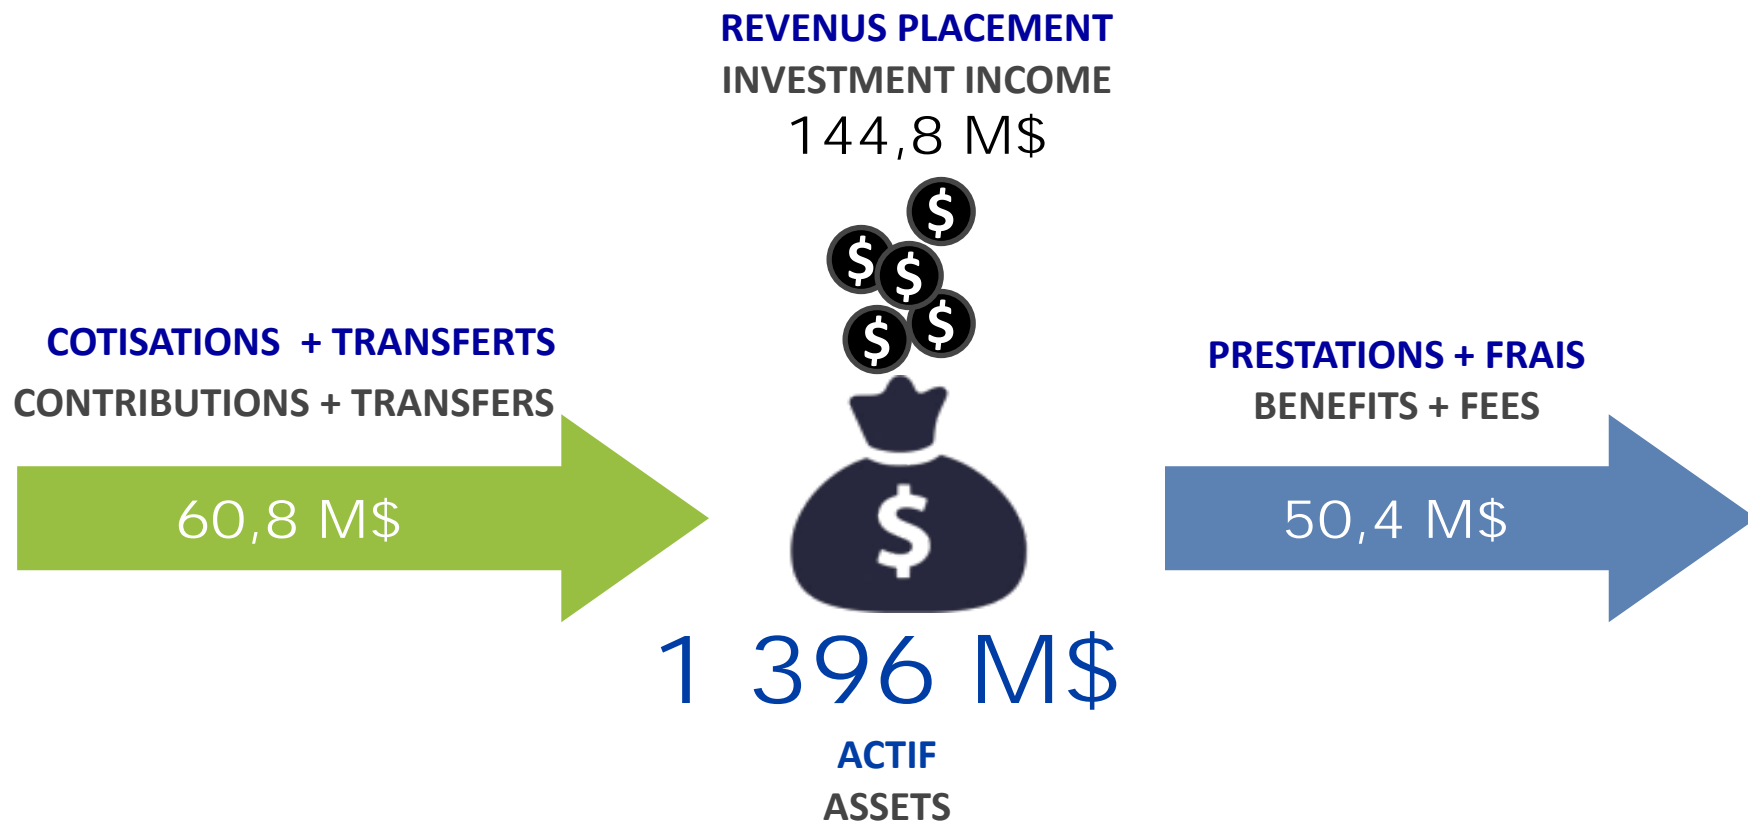 REVENUS PLACEMENT
INVESTMENT INCOME
144,8 M$
$
$
$
$
$
COTISATIONS + TRANSFERTS
CONTRIBUTIONS + TRANSFERS
60,8 M$
$
PRESTATIONS + FRAIS
BENEFITS + FEES
50,4 M$
1 396 M$
ACTIF
ASSETS